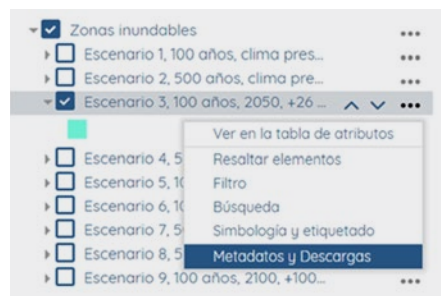 Zonas inundables
Escenario 1, 100 años, clima pres...
Escenario 2, 500 años, clima pre...
Escenario 3, 100 años, 2050, +26 ...
Ver en la tabla de atributos
Escenario 4, 5
Resaltar elementos
Escenario 5, 10
Filtro
Escenario 6, 10
Búsqueda
Escenario 7, 5
Simbología y etiquetado
Escenario 8, 5
Metadatos y Descargas
Escenario 9, 100 años, 2100, +100...